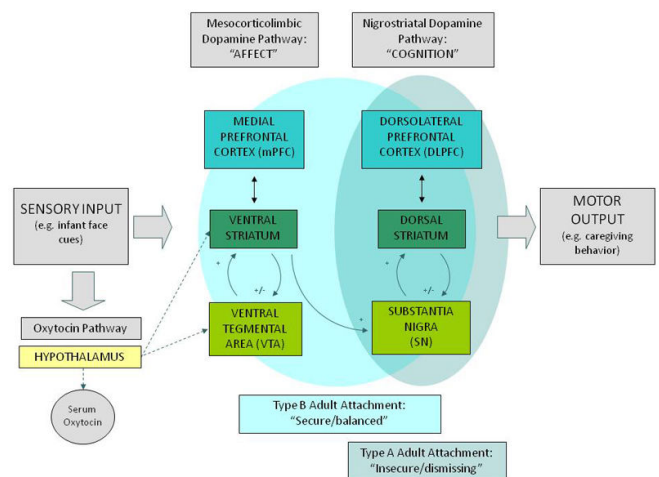 Mesocorticolimbic
Dopamine Pathway:
"AFFECT"
Nigrostriatal Dopamine
Pathway:
"COGNITION"
MEDIAL
PREFRONTAL
CORTEX (mPFC)
DORSOLATERAL
PREFRONTAL
CORTEX (DLPFC)
SENSORY INPUT
(e.g. infant face
cues)
VENTRAL
STRIATUM
DORSAL
STRIATUM
MOTOR
OUTPUT
(e.g. caregiving
behavior)
+
+/-
+
+/-
+
Oxytocin Pathway
HYPOTHALAMUS
VENTRAL
TEGMENTAL
AREA (VTA)
SUBSTANTIA
NIGRA
(SN)
Serum
Oxytocin
Type B Adult Attachment:
"Secure/balanced"
Type A Adult Attachment:
"Insecure/dismissing"